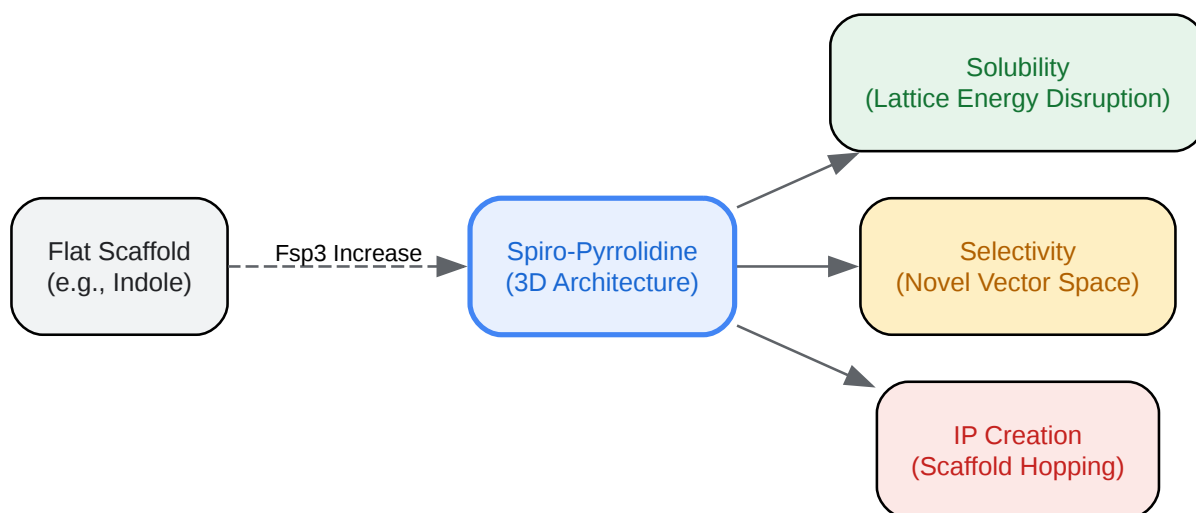 Flat Scaffold
(e.g., Indole)
Fsp3 Increase
Spiro-Pyrrolidine
(3D Architecture)
Solubility
(Lattice Energy Disruption)
Selectivity
(Novel Vector Space)
IP Creation
(Scaffold Hopping)